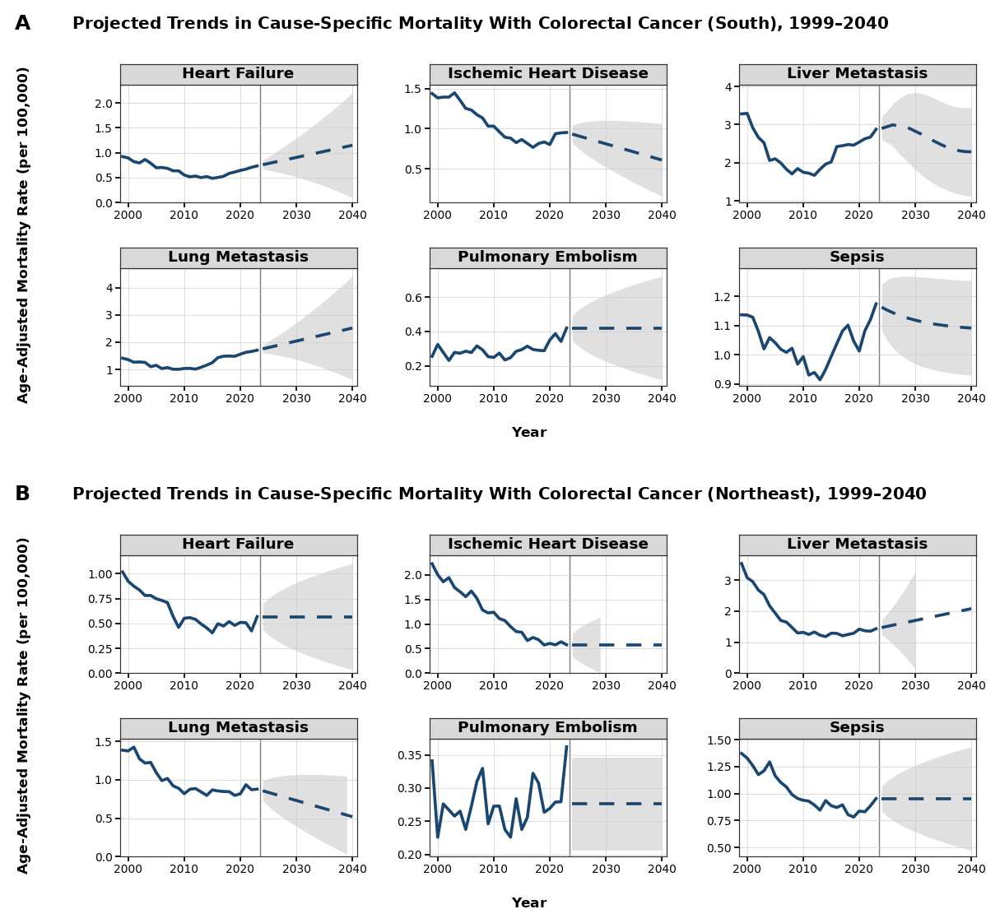 A
Projected Trends in Cause-Specific Mortality With Colorectal Cancer (South), 1999–2040
Age-Adjusted Mortality Rate (per 100,000)
Heart Failure
2.0
1.5
1.0
0.5
0.0
2000 2010 2020 2030 2040
Ischemic Heart Disease
1.5
1.0
0.5
2000 2010 2020 2030 2040
Liver Metastasis
4
3
2
1
2000 2010 2020 2030 2040
Lung Metastasis
4
3
2
1
2000 2010 2020 2030 2040
Pulmonary Embolism
0.6
0.4
0.2
2000 2010 2020 2030 2040
Sepsis
1.2
1.1
1.0
0.9
2000 2010 2020 2030 2040
Year
B
Projected Trends in Cause-Specific Mortality With Colorectal Cancer (Northeast), 1999–2040
Age-Adjusted Mortality Rate (per 100,000)
Heart Failure
1.00
0.75
0.50
0.25
0.00
2000 2010 2020 2030 2040
Ischemic Heart Disease
2.0
1.5
1.0
0.5
0.0
2000 2010 2020 2030 2040
Liver Metastasis
3
2
1
0
2000 2010 2020 2030 2040
Lung Metastasis
1.5
1.0
0.5
0.0
2000 2010 2020 2030 2040
Pulmonary Embolism
0.35
0.30
0.25
0.20
2000 2010 2020 2030 2040
Sepsis
1.50
1.25
1.00
0.75
0.50
2000 2010 2020 2030 2040
Year